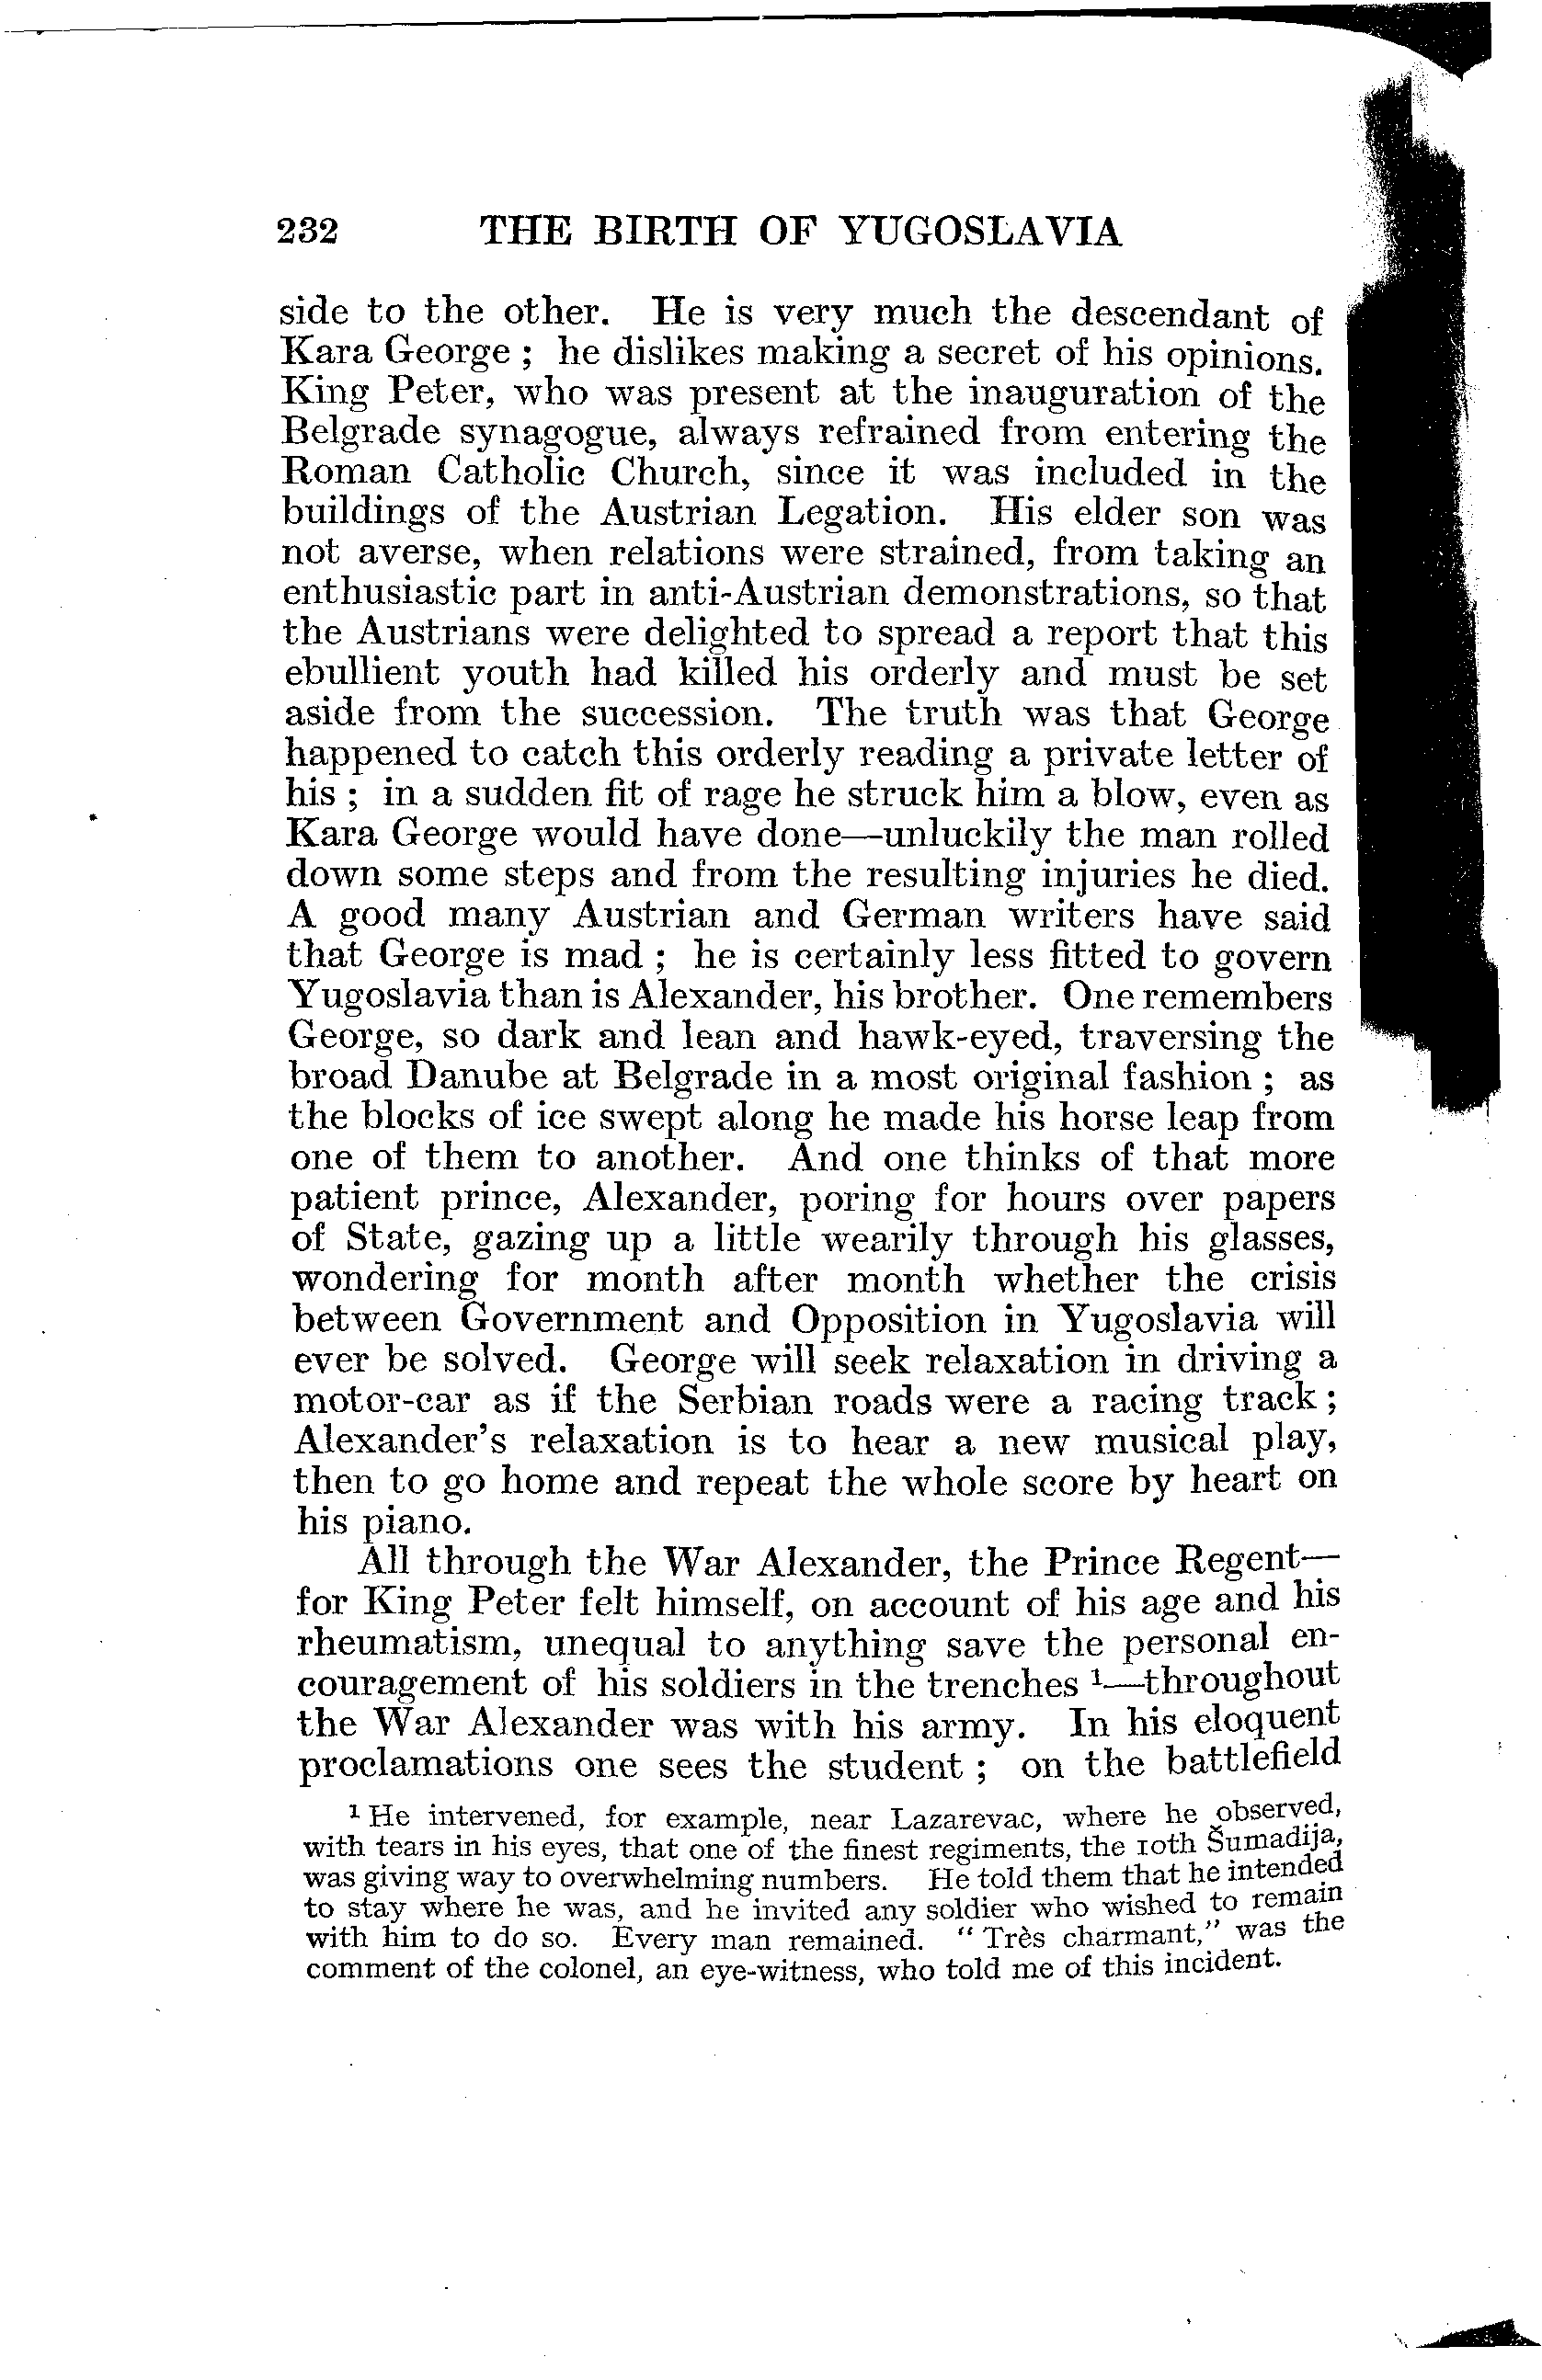 232 THE BIRTH OF YUGOSLAVIA
side to the other. He is very much the descendant of
Kara George ; he dislikes making a secret of his opinions.
King Peter, who was present at the inauguration of the
Belgrade synagogue, always refrained from entering the
Roman Catholic Church, since it was included in the
buildings of the Austrian Legation. His elder son was
not averse, when relations were strained, from taking an
enthusiastic part in anti-Austrian demonstrations, so that
the Austrians were delighted to spread a report that this
ebullient youth had killed his orderly and must be set
aside from the succession. The truth was that George
happened to catch this orderly reading a private letter of
his ; in a sudden fit of rage he struck him a blow, even as
Kara George would have done—unluckily the man rolled
down some steps and from the resulting injuries he died.
A good many Austrian and German writers have said
that George is mad ; he is certainly less fitted to govern
Yugoslavia than is Alexander, his brother. One remembers
George, so dark and lean and hawk-eyed, traversing the
broad Danube at Belgrade in a most original fashion ; as
the blocks of ice swept along he made his horse leap from
one of them to another. And one thinks of that more
patient prince, Alexander, poring for hours over papers
of State, gazing up a little wearily through his glasses,
wondering for month after month whether the crisis
between Government and Opposition in Yugoslavia will
ever be solved. George will seek relaxation in driving a
motor-car as if the Serbian roads were a racing track ;
Alexander's relaxation is to hear a new musical play,
then to go home and repeat the whole score by heart on
his piano.
All through the War Alexander, the Prince Regent—
for King Peter felt himself, on account of his age and his
rheumatism, unequal to anything save the personal en-
couragement of his soldiers in the trenches ¹—throughout
the War Alexander was with his army. In his eloquent
proclamations one sees the student ; on the battlefield
¹ He intervened, for example, near Lazarevac, where he observed,
with tears in his eyes, that one of the finest regiments, the 10th Šumadija,
was giving way to overwhelming numbers. He told them that he intended
to stay where he was, and he invited any soldier who wished to remain
with him to do so. Every man remained. " Très charmant," was the
comment of the colonel, an eye-witness, who told me of this incident.